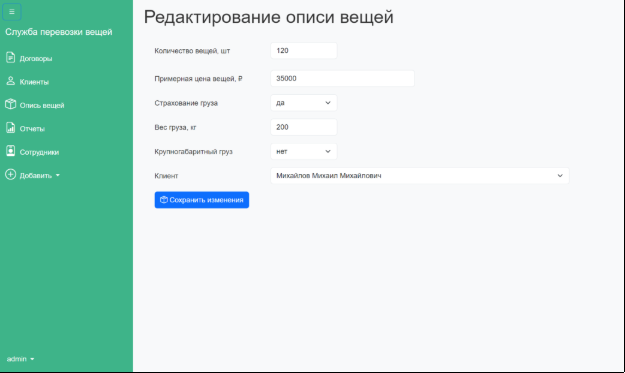 Служба перевозки вещей
Договоры
Клиенты
Опись вещей
Отчеты
Сотрудники
Добавить
admin
Редактирование описи вещей
Количество вещей, шт 120
Примерная цена вещей, ₽ 35000
Страхование груза да
Вес груза, кг 200
Крупногабаритный груз нет
Клиент Михайлов Михаил Михайлович
Сохранить изменения